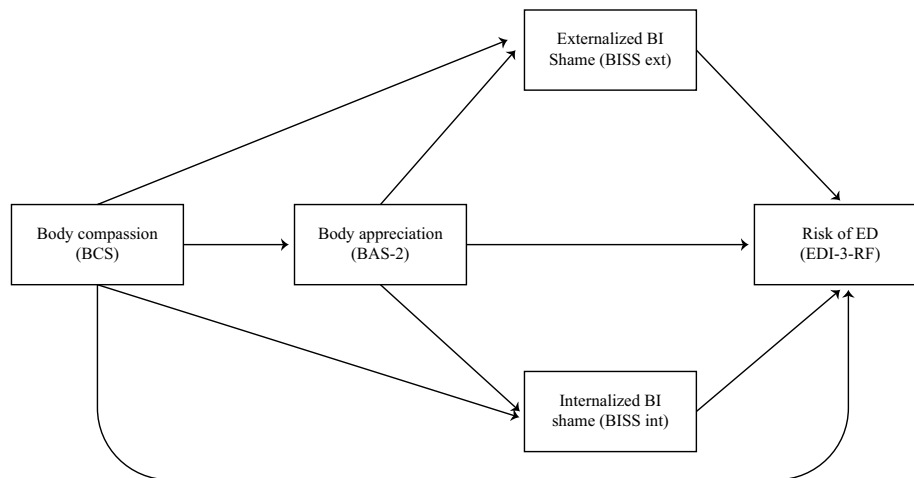 Externalized BI
Shame (BISS ext)
Body compassion
(BCS)
Body appreciation
(BAS-2)
Risk of ED
(EDI-3-RF)
Internalized BI
shame (BISS int)